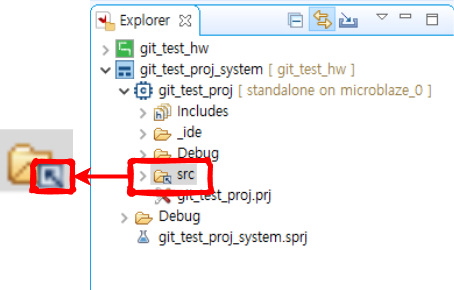 Explorer
git_test_hw
git_test_proj_system [ git_test_hw ]
git_test_proj [ standalone on microblaze_0 ]
Includes
_ide
Debug
src
git_test_proj.prj
Debug
git_test_proj_system.sprj